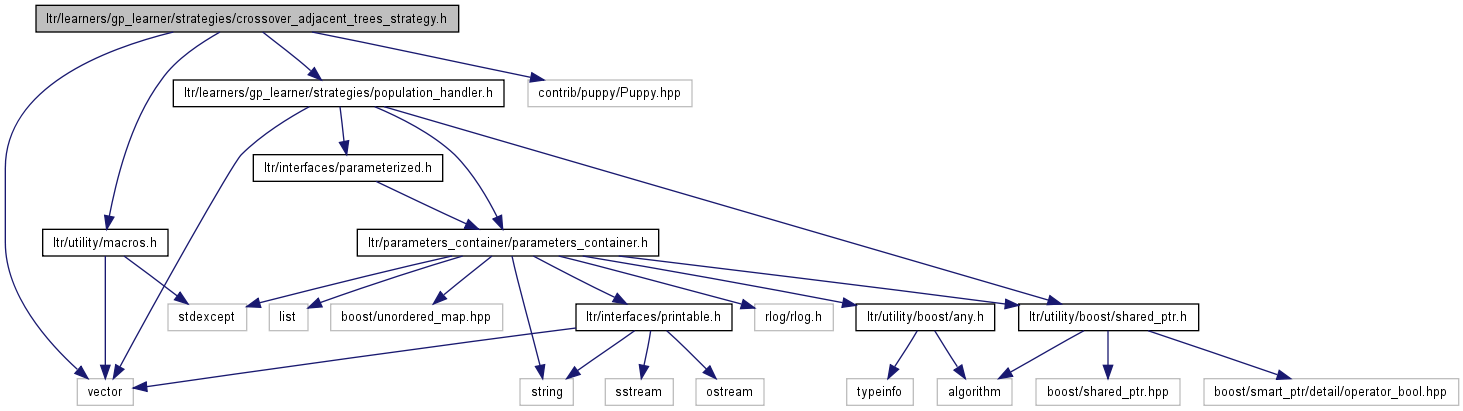 ltr/learners/gp_learner/strategies/crossover_adjacent_trees_strategy.h
ltr/learners/gp_learner/strategies/population_handler.h
contrib/puppy/Puppy.hpp
ltr/interfaces/parameterized.h
ltr/utility/macros.h
ltr/parameters_container/parameters_container.h
stdexcept
list
boost/unordered_map.hpp
ltr/interfaces/printable.h
rlog/rlog.h
ltr/utility/boost/any.h
ltr/utility/boost/shared_ptr.h
vector
string
sstream
ostream
typeinfo
algorithm
boost/shared_ptr.hpp
boost/smart_ptr/detail/operator_bool.hpp